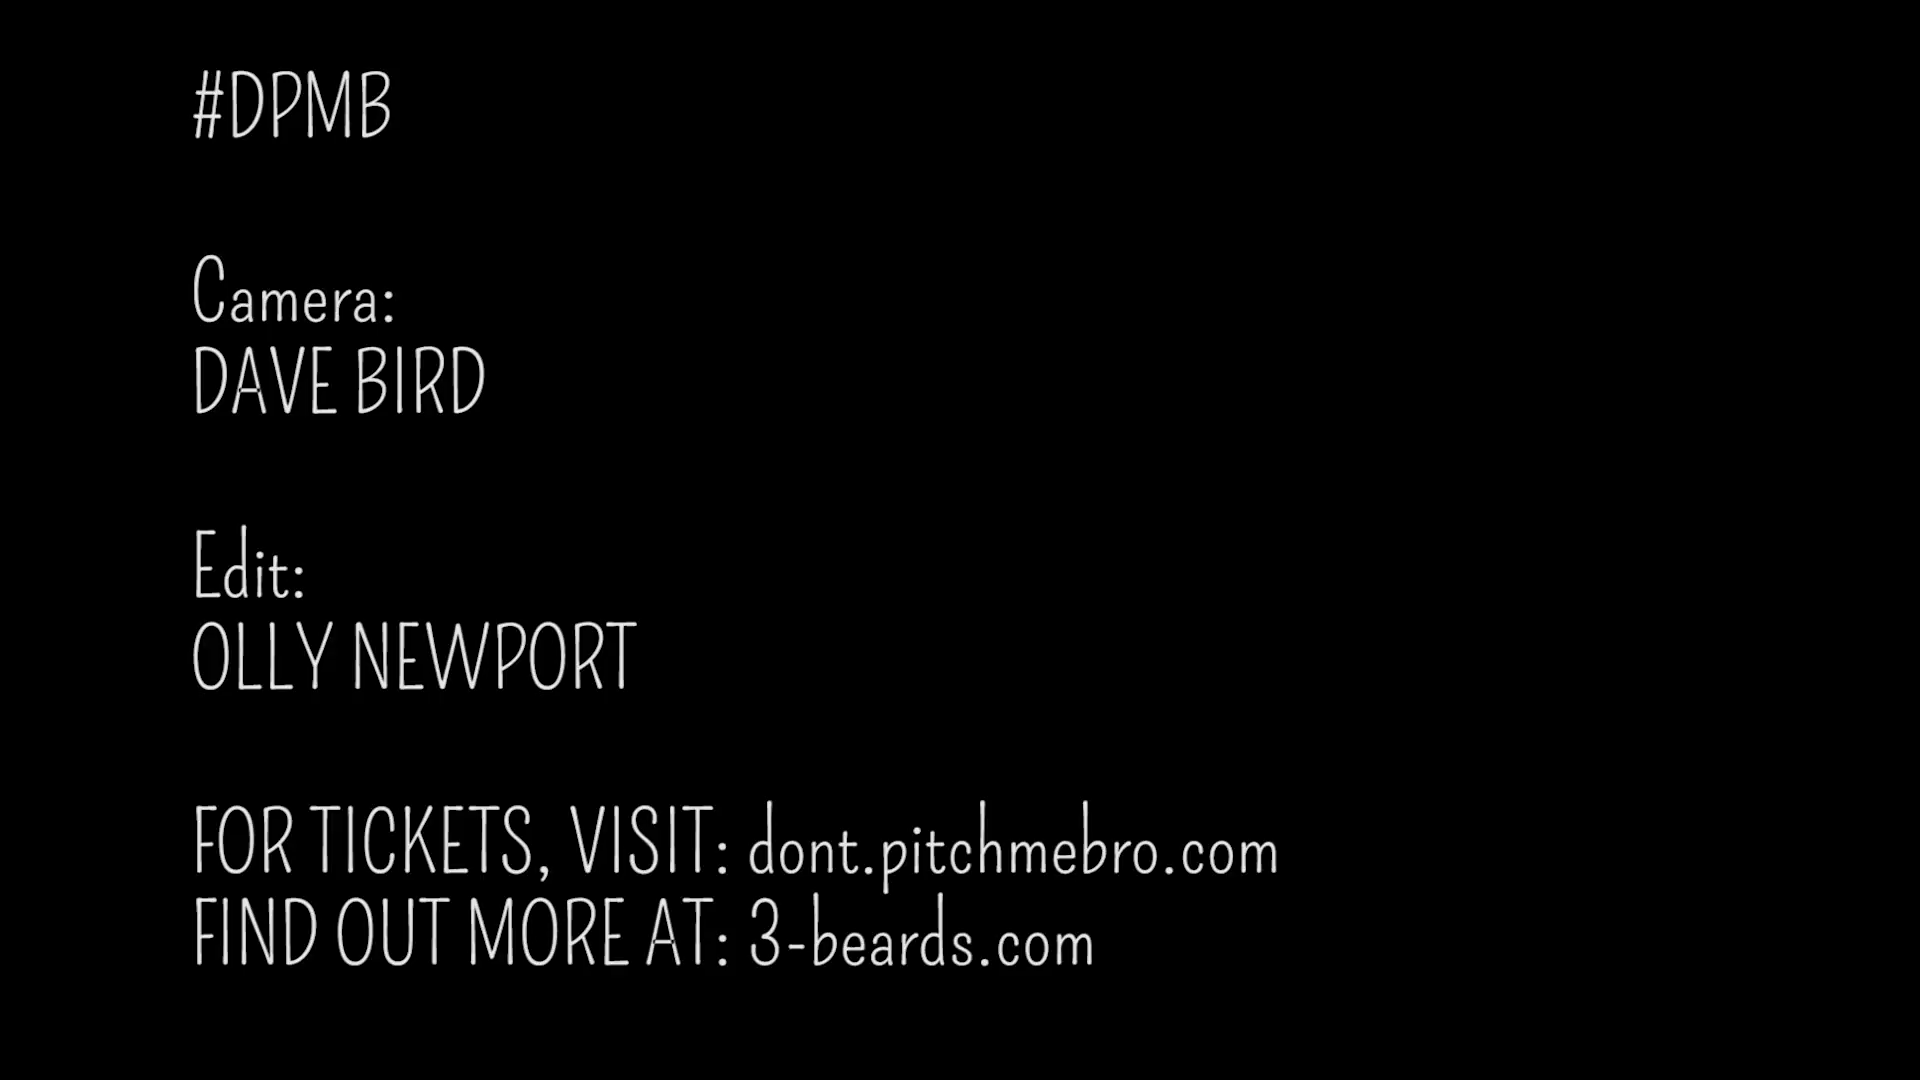 #DPMB
Camera:
DAVE BIRD
Edit:
OLLY NEWPORT
FOR TICKETS, VISIT: dont.pitchmebro.com
FIND OUT MORE AT: 3-beards.com